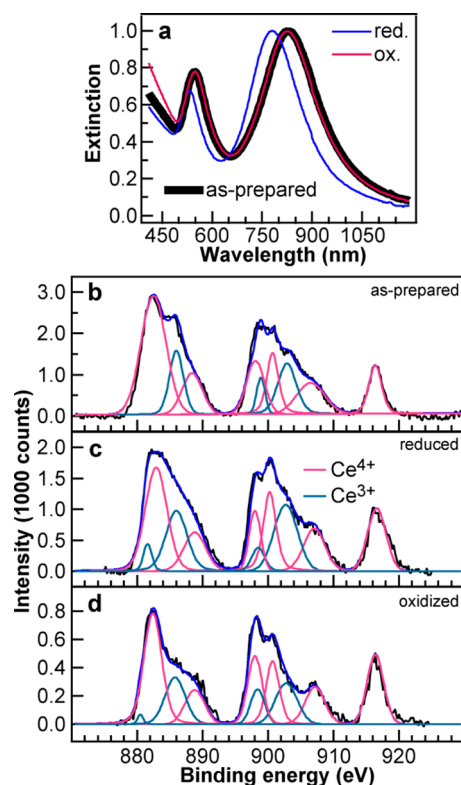 a
red.
ox.
as-prepared
Extinction
1.0
0.8
0.6
0.4
0.2
0.0
450 600 750 900 1050
Wavelength (nm)
b
as-prepared
3.0
2.0
1.0
0.0
c
reduced
Ce4+
Ce3+
2.0
1.5
1.0
0.5
0.0
Intensity (1000 counts)
d
oxidized
0.8
0.6
0.4
0.2
0.0
880 890 900 910 920
Binding energy (eV)